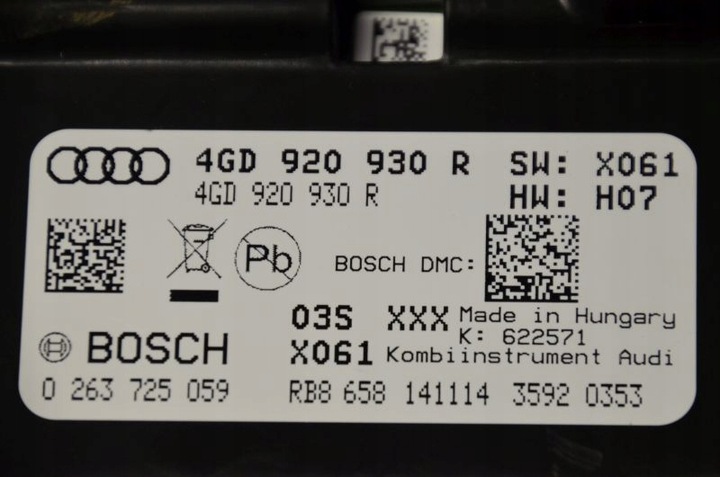 4GD 920 930 R SW: X061
4GD 920 930 R HW: H07
Pb BOSCH DMC:
03S XXX Made in Hungary
K: 622571
BOSCH X061 Kombiinstrument Audi
0 263 725 059 RB8 658 141114 3592 0353